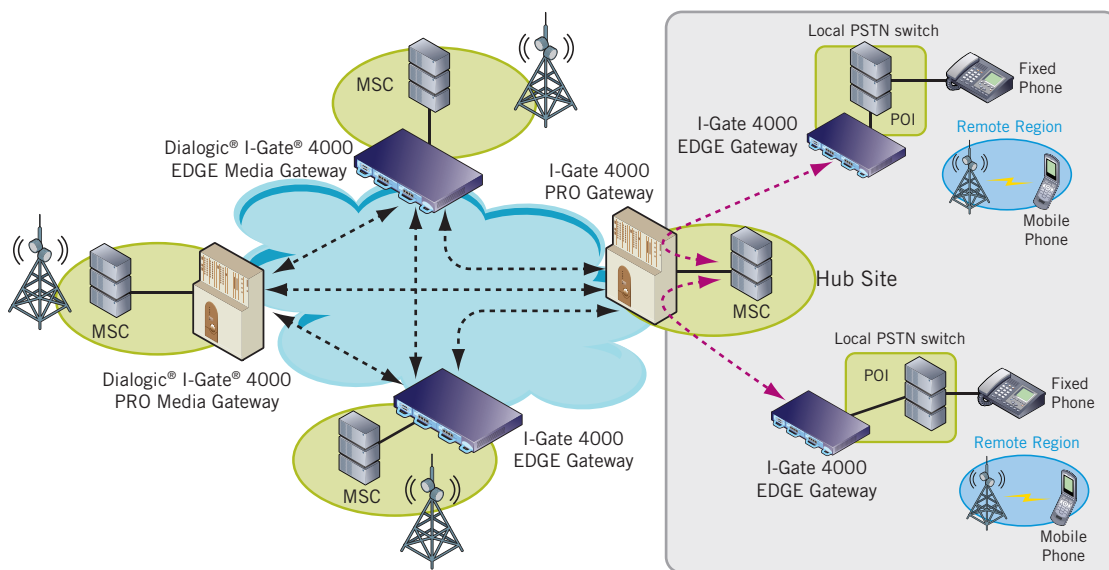 MSC
Dialogic® I-Gate® 4000
EDGE Media Gateway
I-Gate 4000
PRO Gateway
MSC
Dialogic® I-Gate® 4000
PRO Media Gateway
MSC
I-Gate 4000
EDGE Gateway
Local PSTN switch
POI
Fixed
Phone
I-Gate 4000
EDGE Gateway
Remote Region
Mobile
Phone
MSC
Hub Site
Local PSTN switch
POI
Fixed
Phone
I-Gate 4000
EDGE Gateway
Remote Region
Mobile
Phone